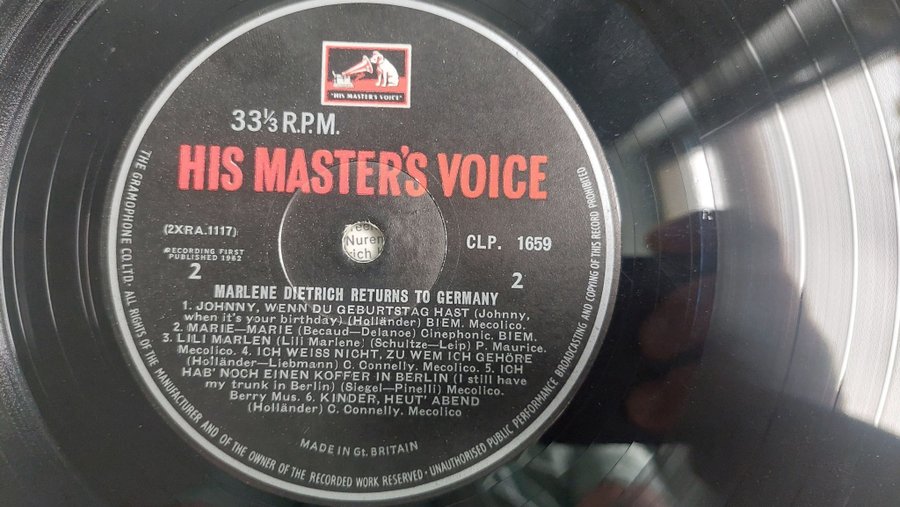 "HIS MASTER'S VOICE"
33⅓ R.P.M.
HIS MASTER'S VOICE
(2XRA.1117)
CLP. 1659
RECORDING FIRST
PUBLISHED 1962
2
2
Nuren
ich
MARLENE DIETRICH RETURNS TO GERMANY
1. JOHNNY, WENN DU GEBURTSTAG HAST (Johnny,
when it's your birthday) (Holländer) BIEM. Mecolico.
2. MARIE—MARIE (Becaud—Delanoe) Cinephonic. BIEM.
3. LILI MARLEN (Lili Marlene) (Schultze—Leip) P. Maurice.
Mecolico. 4. ICH WEISS NICHT, ZU WEM ICH GEHÖRE
(Holländer—Liebmann) C. Connelly. Mecolico. 5. ICH
HAB' NOCH EINEN KOFFER IN BERLIN (I still have
my trunk in Berlin) (Siegel—Pinelli) Mecolico.
Berry Mus. 6. KINDER, HEUT' ABEND
(Holländer) C. Connelly. Mecolico
MADE IN Gt. BRITAIN
THE GRAMOPHONE CO. LTD. · ALL RIGHTS OF THE MANUFACTURER AND OF THE OWNER OF THE RECORDED WORK RESERVED · UNAUTHORISED PUBLIC PERFORMANCE BROADCASTING AND COPYING OF THIS RECORD PROHIBITED